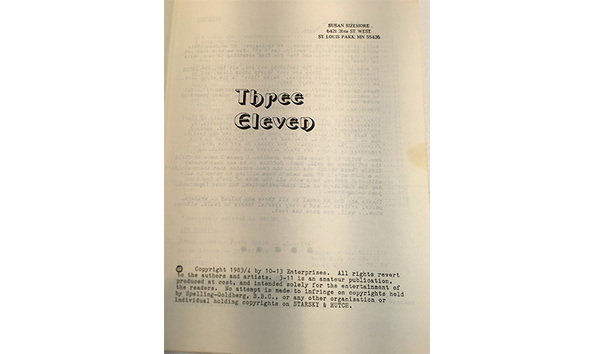 SUSAN SIZEMORE
6421 26TH ST. WEST.
ST. LOUIS PARK, MN 55426
Three
Eleven
Copyright 1983/4 by 10-13 Enterprises. All rights revert
to the authors and artists. 3-11 is an amateur publication,
produced at cost, and intended solely for the entertainment of
the readers. No attempt is made to infringe on copyrights held
by Spelling-Goldberg, B.B.C., or any other organization or
individual holding copyrights on STARSKY & HUTCH.